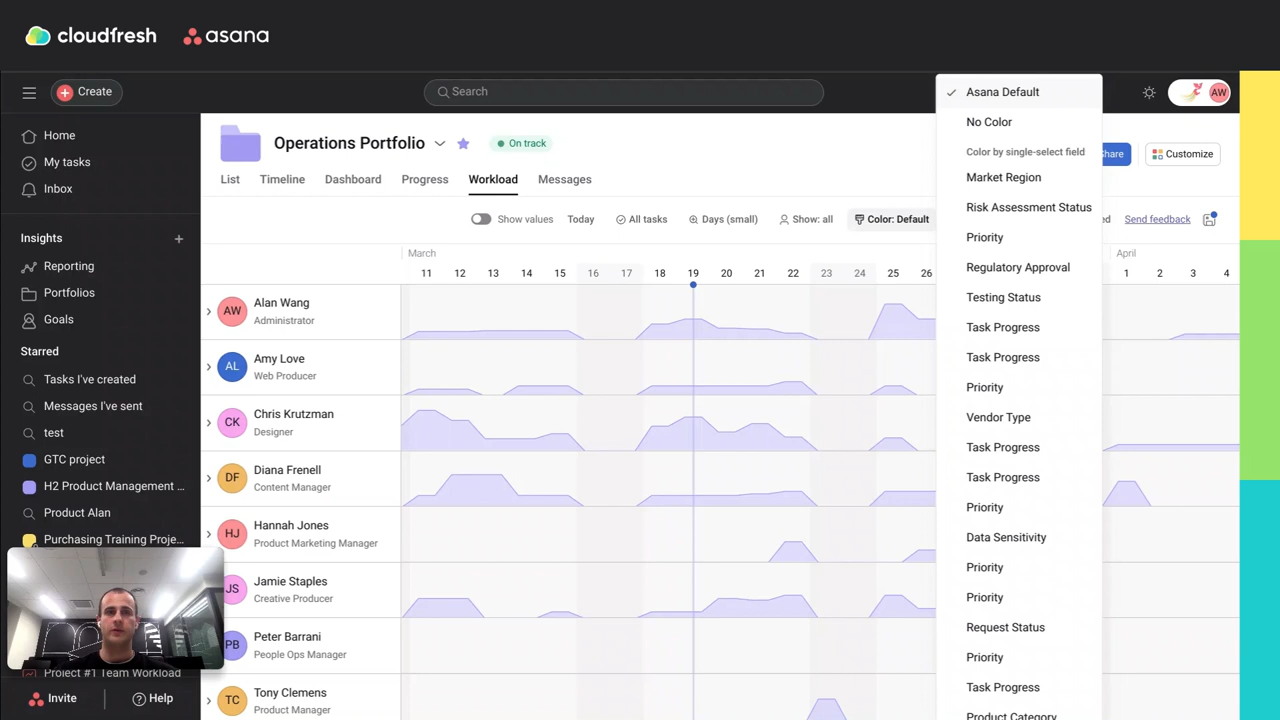 cloudfresh asana
Create
Search
AW
Home
My tasks
Inbox
Insights
Reporting
Portfolios
Goals
Starred
Tasks I've created
Messages I've sent
test
GTC project
H2 Product Management ...
Product Alan
Purchasing Training Proje...
Project #1 Team Workload
Invite
Help
Operations Portfolio
On track
Customize
List Timeline Dashboard Progress Workload Messages
Show values Today All tasks Days (small) Show: all Color: Default
Send feedback
March April
11 12 13 14 15 16 17 18 19 20 21 22 23 24 25 26 1 2 3 4
AW Alan Wang
Administrator
AL Amy Love
Web Producer
CK Chris Krutzman
Designer
DF Diana Frenell
Content Manager
HJ Hannah Jones
Product Marketing Manager
JS Jamie Staples
Creative Producer
PB Peter Barrani
People Ops Manager
TC Tony Clemens
Product Manager
Asana Default
No Color
Color by single-select field
Market Region
Risk Assessment Status
Priority
Regulatory Approval
Testing Status
Task Progress
Task Progress
Priority
Vendor Type
Task Progress
Task Progress
Priority
Data Sensitivity
Priority
Priority
Request Status
Priority
Task Progress
Product Category